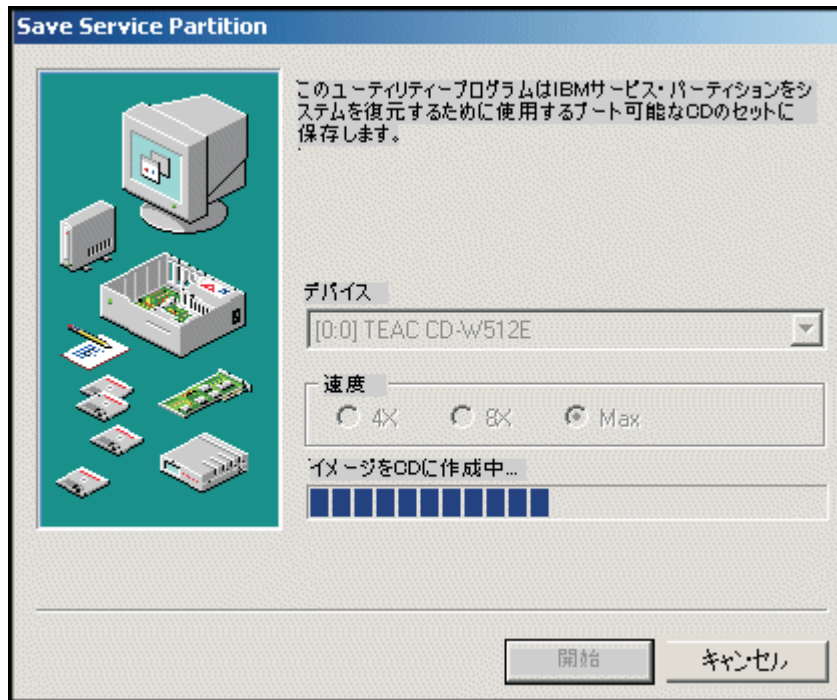 Save Service Partition
このユーティリティープログラムはIBMサービス・パーティションをシ
ステムを復元するために使用するブート可能なCDのセットに
保存します。
デバイス
[0:0] TEAC CD-W512E
速度
4X 8X Max
イメージをCDに作成中...
開始 キャンセル